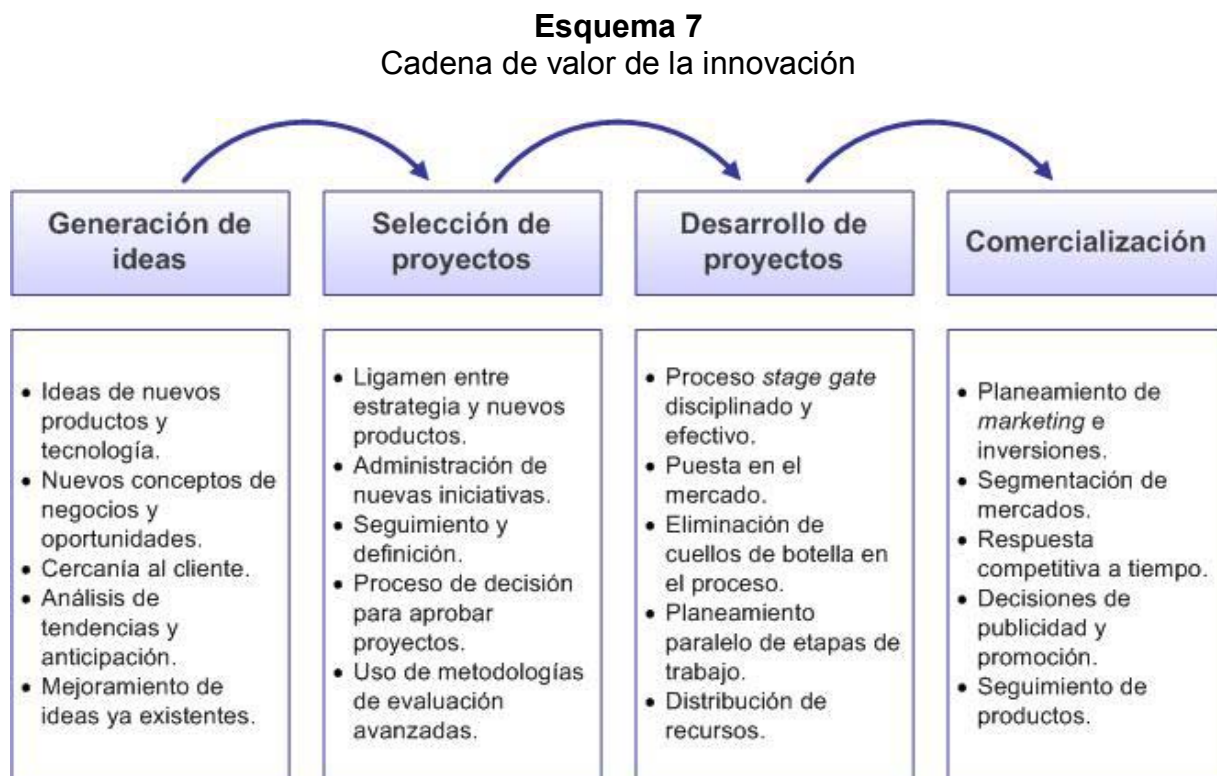 Esquema 7
Cadena de valor de la innovación
Generación de
ideas
Selección de
proyectos
Desarrollo de
proyectos
Comercialización
• Ideas de nuevos
productos y
tecnología.
• Nuevos conceptos de
negocios y
oportunidades.
• Cercanía al cliente.
• Análisis de
tendencias y
anticipación.
• Mejoramiento de
ideas ya existentes.
• Ligamen entre
estrategia y nuevos
productos.
• Administración de
nuevas iniciativas.
• Seguimiento y
definición.
• Proceso de decisión
para aprobar
proyectos.
• Uso de metodologías
de evaluación
avanzadas.
• Proceso stage gate
disciplinado y
efectivo.
• Puesta en el
mercado.
• Eliminación de
cuellos de botella en
el proceso.
• Planeamiento
paralelo de etapas de
trabajo.
• Distribución de
recursos.
• Planeamiento de
marketing e
inversiones.
• Segmentación de
mercados.
• Respuesta
competitiva a tiempo.
• Decisiones de
publicidad y
promoción.
• Seguimiento de
productos.